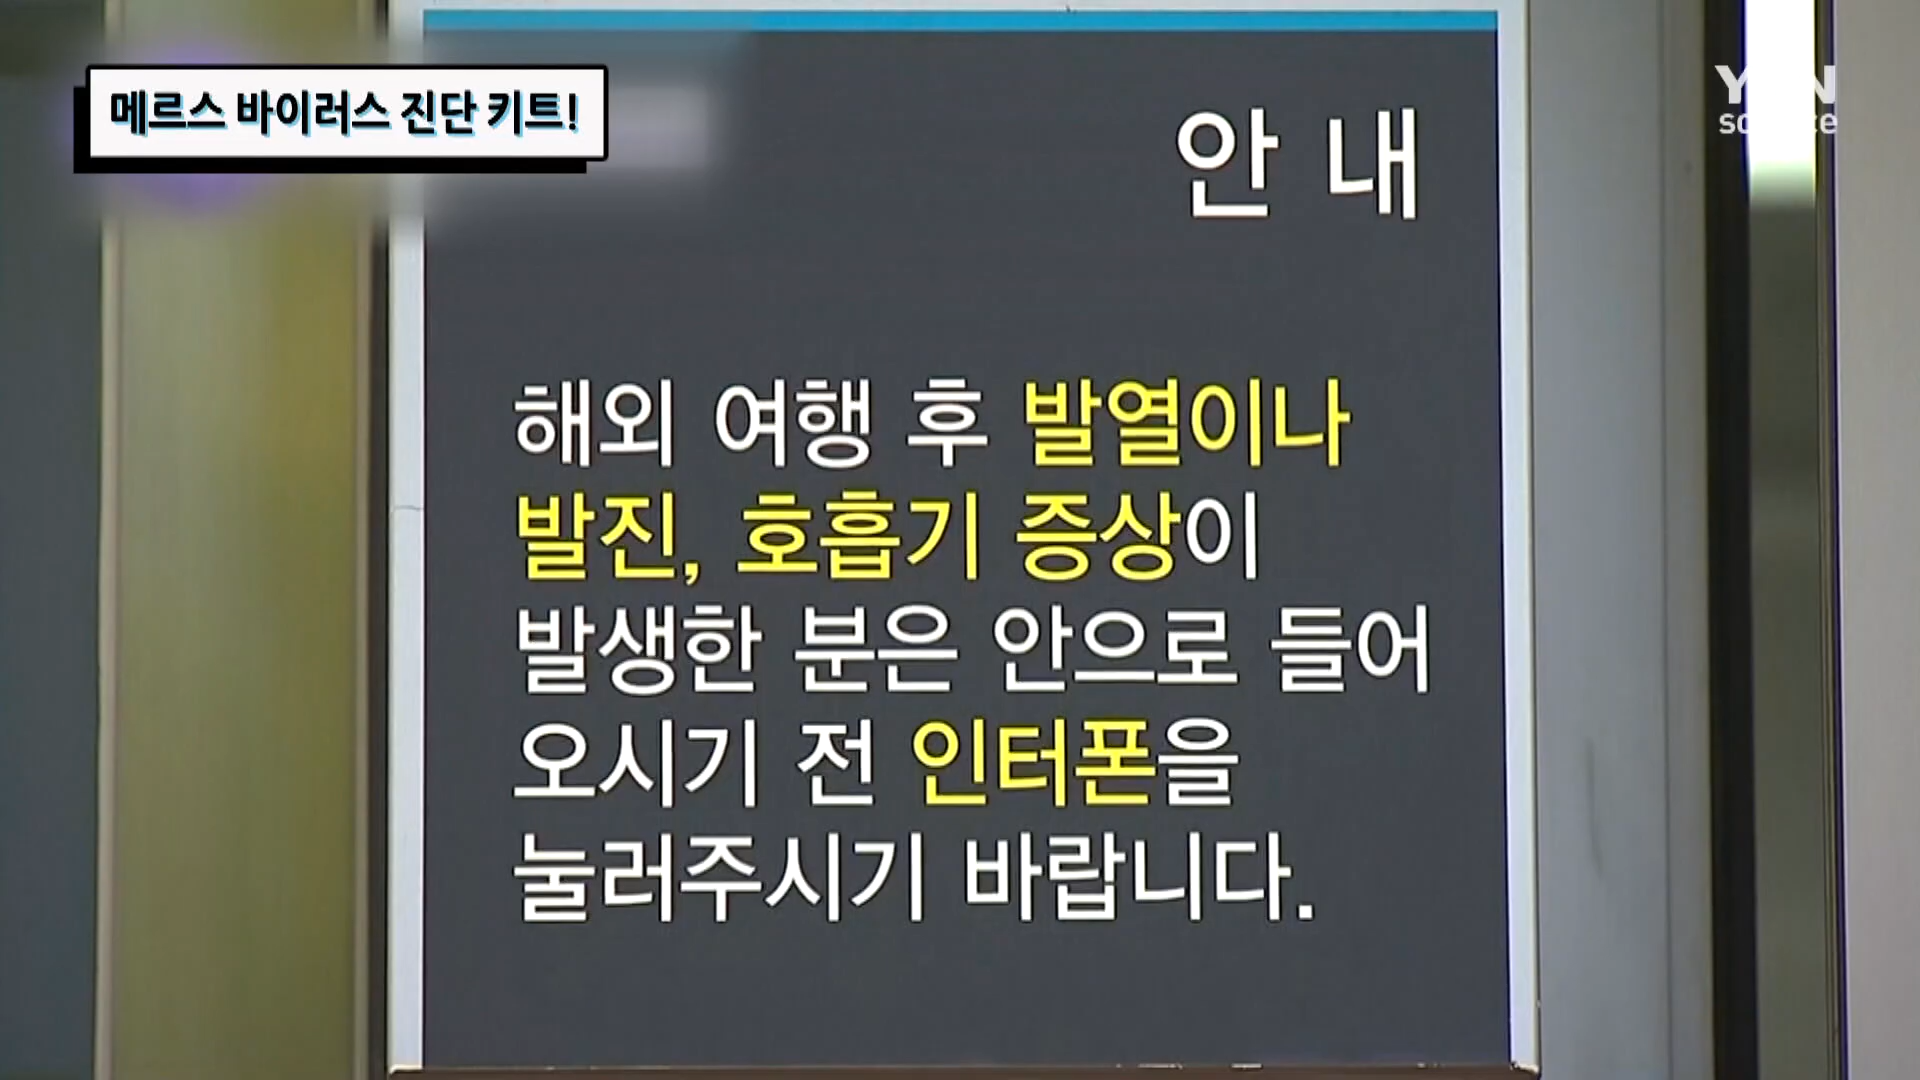 메르스 바이러스 진단 키트!
YTN
science
안 내
해외 여행 후 발열이나
발진, 호흡기 증상이
발생한 분은 안으로 들어
오시기 전 인터폰을
눌러주시기 바랍니다.